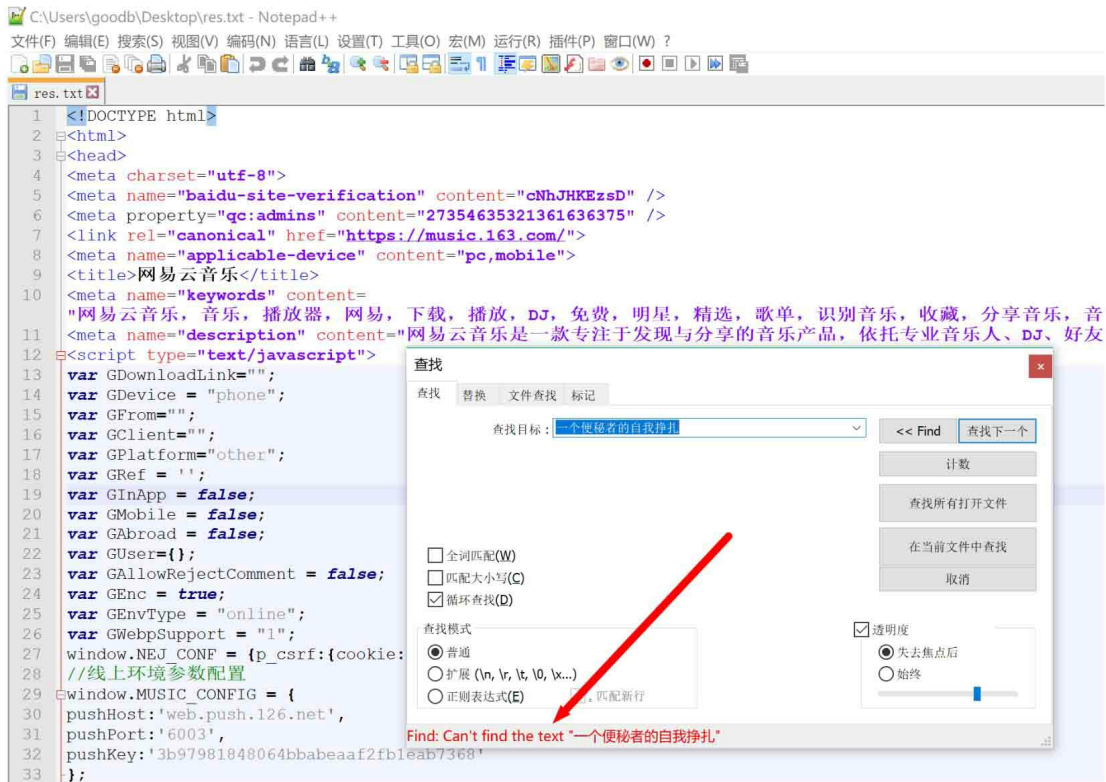 C:\Users\goodb\Desktop\res.txt - Notepad++
文件(F) 编辑(E) 搜索(S) 视图(V) 编码(N) 语言(L) 设置(T) 工具(O) 宏(M) 运行(R) 插件(P) 窗口(W) ?
res.txt
1 <!DOCTYPE html>
2 <html>
3 <head>
4 <meta charset="utf-8">
5 <meta name="baidu-site-verification" content="cNhJHKEzsD" />
6 <meta property="qc:admins" content="27354635321361636375" />
7 <link rel="canonical" href="https://music.163.com/">
8 <meta name="applicable-device" content="pc,mobile">
9 <title>网易云音乐</title>
10 <meta name="keywords" content=
"网易云音乐，音乐，播放器，网易，下载，播放，DJ，免费，明星，精选，歌单，识别音乐，收藏，分享音乐，音
11 <meta name="description" content="网易云音乐是一款专注于发现与分享的音乐产品，依托专业音乐人、DJ、好友
12 <script type="text/javascript">
13 var GDownloadLink="";
14 var GDevice = "phone";
15 var GFrom="";
16 var GClient="";
17 var GPlatform="other";
18 var GRef = '';
19 var GInApp = false;
20 var GMobile = false;
21 var GAbroad = false;
22 var GUser={};
23 var GAllowRejectComment = false;
24 var GEnc = true;
25 var GEnvType = "online";
26 var GWebpSupport = "1";
27 window.NEJ_CONF = {p_csrf:{cookie:
28 //线上环境参数配置
29 window.MUSIC_CONFIG = {
30 pushHost:'web.push.126.net',
31 pushPort:'6003',
32 pushKey:'3b97981848064bbabeaaf2fb1eab7368'
33 };
查找
查找 替换 文件查找 标记
查找目标： 一个便秘者的自我挣扎 << Find 查找下一个
计数
查找所有打开文件
在当前文件中查找
取消
全词匹配(W)
匹配大小写(C)
循环查找(D)
查找模式
普通
扩展 (\n, \r, \t, \0, \x...)
正则表达式(E) . 匹配新行
透明度
失去焦点后
始终
Find: Can't find the text "一个便秘者的自我挣扎"